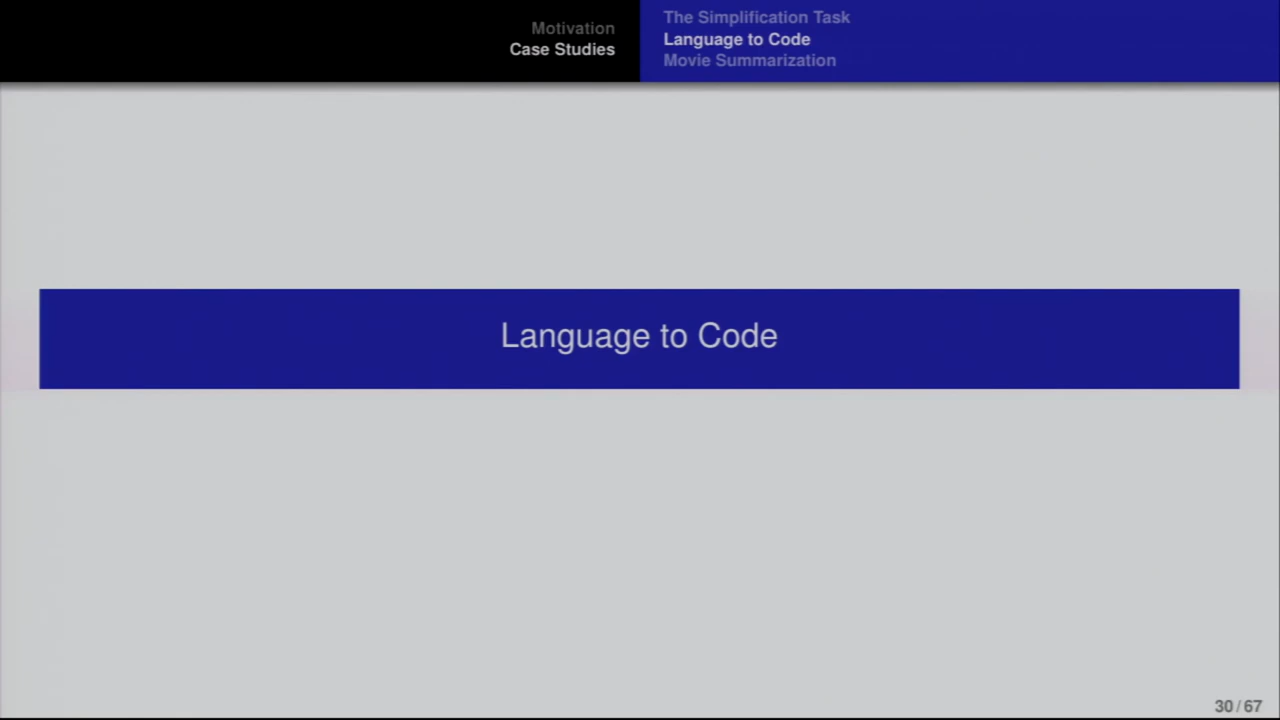 Motivation
Case Studies
The Simplification Task
Language to Code
Movie Summarization
Language to Code
30 / 67